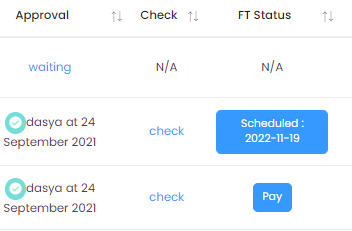 Approval Check FT Status
waiting N/A N/A
dasya at 24
September 2021
check
Scheduled :
2022-11-19
dasya at 24
September 2021
check
Pay